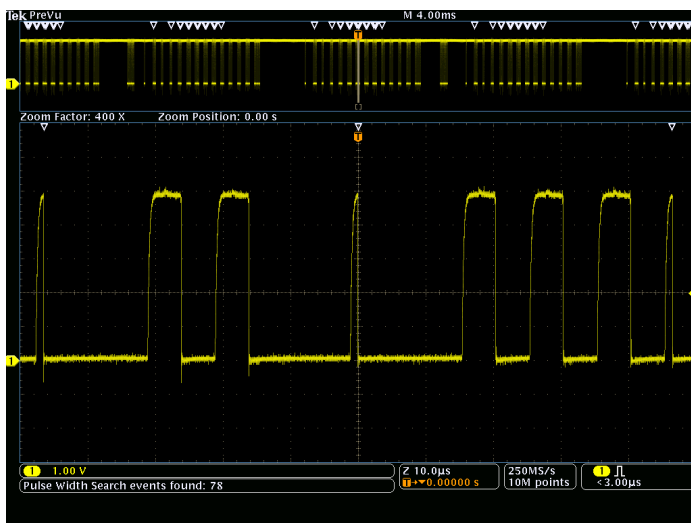 Tek PreVu M 4.00ms
T
1
Zoom Factor: 400 X Zoom Position: 0.00 s
T
1
1 1.00 V
Z 10.0µs
T→▼0.00000 s
250MS/s
10M points
1
<3.00µs
Pulse Width Search events found: 78